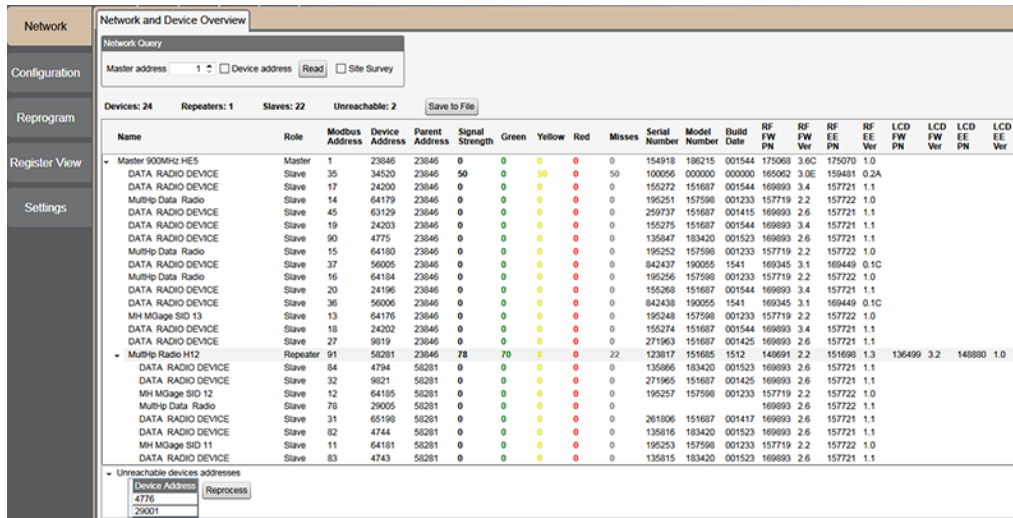 Network
Configuration
Reprogram
Register View
Settings
Network and Device Overview
Network Query
Master address 1 Device address Read Site Survey
Devices: 24 Repeaters: 1 Slaves: 22 Unreachable: 2 Save to File
Name Role Modbus Address Device Address Parent Address Signal Strength Green Yellow Red Misses Serial Number Model Number Build Date RF FW PN RF FW Ver RF EE PN RF EE Ver LCD FW PN LCD FW Ver LCD EE PN LCD EE Ver
Master 900MHz HE5 Master 1 23846 23846 0 0 0 0 0 154918 186215 001544 175068 3.6C 175070 1.0
DATA RADIO DEVICE Slave 35 34520 23846 50 0 50 0 50 100056 000000 000000 165062 3.0E 159481 0.2A
DATA RADIO DEVICE Slave 17 24200 23846 0 0 0 0 0 155272 151687 001544 169893 3.4 157721 1.1
MultHp Data Radio Slave 14 64179 23846 0 0 0 0 0 195251 157598 001233 157719 2.2 157722 1.0
DATA RADIO DEVICE Slave 45 63129 23846 0 0 0 0 0 259737 151687 001415 169893 2.6 157721 1.1
DATA RADIO DEVICE Slave 19 24203 23846 0 0 0 0 0 155275 151687 001544 169893 3.4 157721 1.1
DATA RADIO DEVICE Slave 90 4775 23846 0 0 0 0 0 135847 183420 001523 169893 2.6 157721 1.1
MultHp Data Radio Slave 15 64180 23846 0 0 0 0 0 195252 157598 001233 157719 2.2 157722 1.0
DATA RADIO DEVICE Slave 37 56005 23846 0 0 0 0 0 842437 190055 1541 169345 3.1 169449 0.1C
MultHp Data Radio Slave 16 64184 23846 0 0 0 0 0 195256 157598 001233 157719 2.2 157722 1.0
DATA RADIO DEVICE Slave 20 24196 23846 0 0 0 0 0 155268 151687 001544 169893 3.4 157721 1.1
DATA RADIO DEVICE Slave 36 56006 23846 0 0 0 0 0 842438 190055 1541 169345 3.1 169449 0.1C
MH MGage SID 13 Slave 13 64176 23846 0 0 0 0 0 195248 157598 001233 157719 2.2 157722 1.0
DATA RADIO DEVICE Slave 18 24202 23846 0 0 0 0 0 155274 151687 001544 169893 3.4 157721 1.1
DATA RADIO DEVICE Slave 27 9819 23846 0 0 0 0 0 271963 151687 001425 169893 2.6 157721 1.1
MultHp Radio H12 Repeater 91 58281 23846 78 70 8 0 22 123817 151685 1512 148691 2.2 151698 1.3 136499 3.2 148880 1.0
DATA RADIO DEVICE Slave 84 4794 58281 0 0 0 0 0 135866 183420 001523 169893 2.6 157721 1.1
DATA RADIO DEVICE Slave 32 9821 58281 0 0 0 0 0 271965 151687 001425 169893 2.6 157721 1.1
MH MGage SID 12 Slave 12 64185 58281 0 0 0 0 0 195257 157598 001233 157719 2.2 157722 1.0
MultHp Data Radio Slave 78 29005 58281 0 0 0 0 0 169893 2.6 157722 1.1
DATA RADIO DEVICE Slave 31 65198 58281 0 0 0 0 0 261806 151687 001417 169893 2.6 157721 1.1
DATA RADIO DEVICE Slave 82 4744 58281 0 0 0 0 0 135816 183420 001523 169893 2.6 157721 1.1
MH MGage SID 11 Slave 11 64181 58281 0 0 0 0 0 195253 157598 001233 157719 2.2 157722 1.0
DATA RADIO DEVICE Slave 83 4743 58281 0 0 0 0 0 135815 183420 001523 169893 2.6 157721 1.1
Unreachable devices addresses
Device Address Reprocess
4776
29001